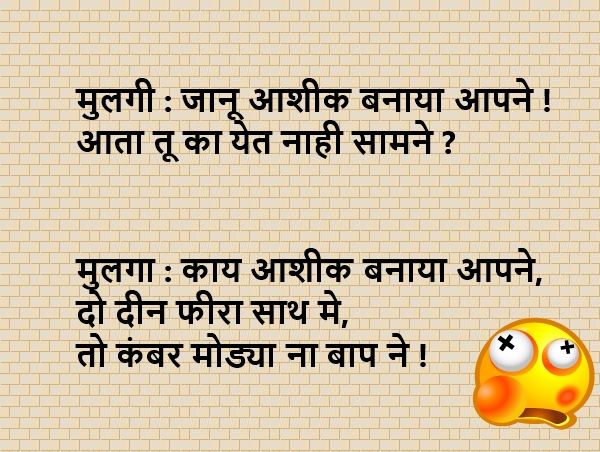 मुलगी : जानू आशीक बनाया आपने !
आता तू का येत नाही सामने ?
मुलगा : काय आशीक बनाया आपने,
दो दीन फीरा साथ मे,
तो कंबर मोड्या ना बाप ने !